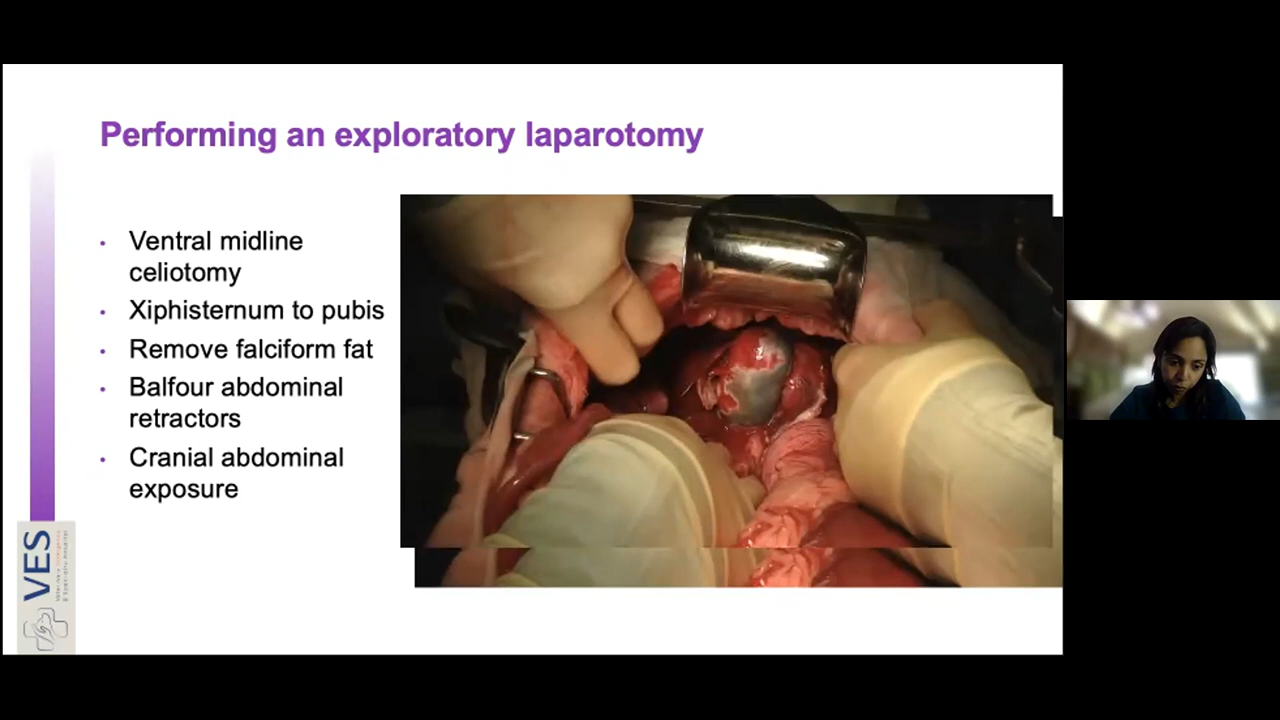 Performing an exploratory laparotomy
• Ventral midline
celiotomy
• Xiphisternum to pubis
• Remove falciform fat
• Balfour abdominal
retractors
• Cranial abdominal
exposure
VES